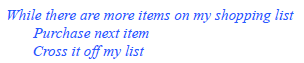 While there are more items on my shopping list
Purchase next item
Cross it off my list